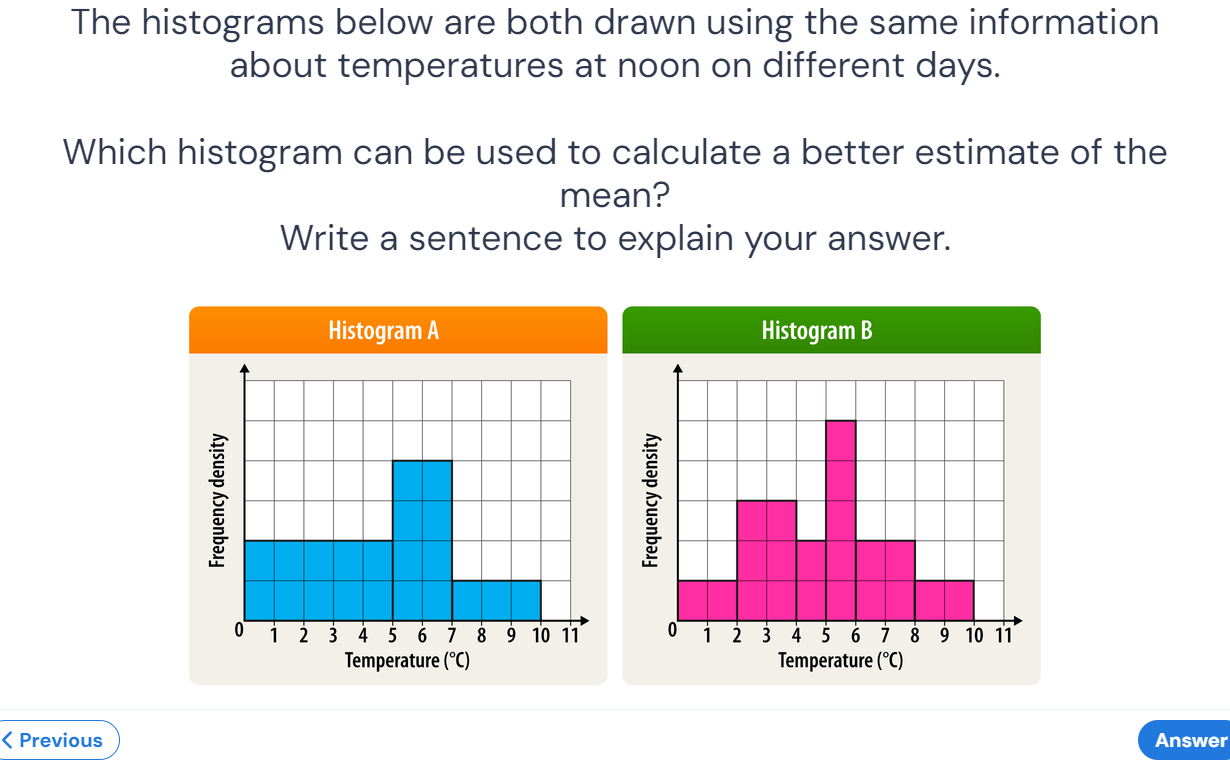 The histograms below are both drawn using the same information
about temperatures at noon on different days.
Which histogram can be used to calculate a better estimate of the
mean?
Write a sentence to explain your answer.
Histogram A
Frequency density
0 1 2 3 4 5 6 7 8 9 10 11
Temperature (°C)
Histogram B
Frequency density
0 1 2 3 4 5 6 7 8 9 10 11
Temperature (°C)
Previous
Answer